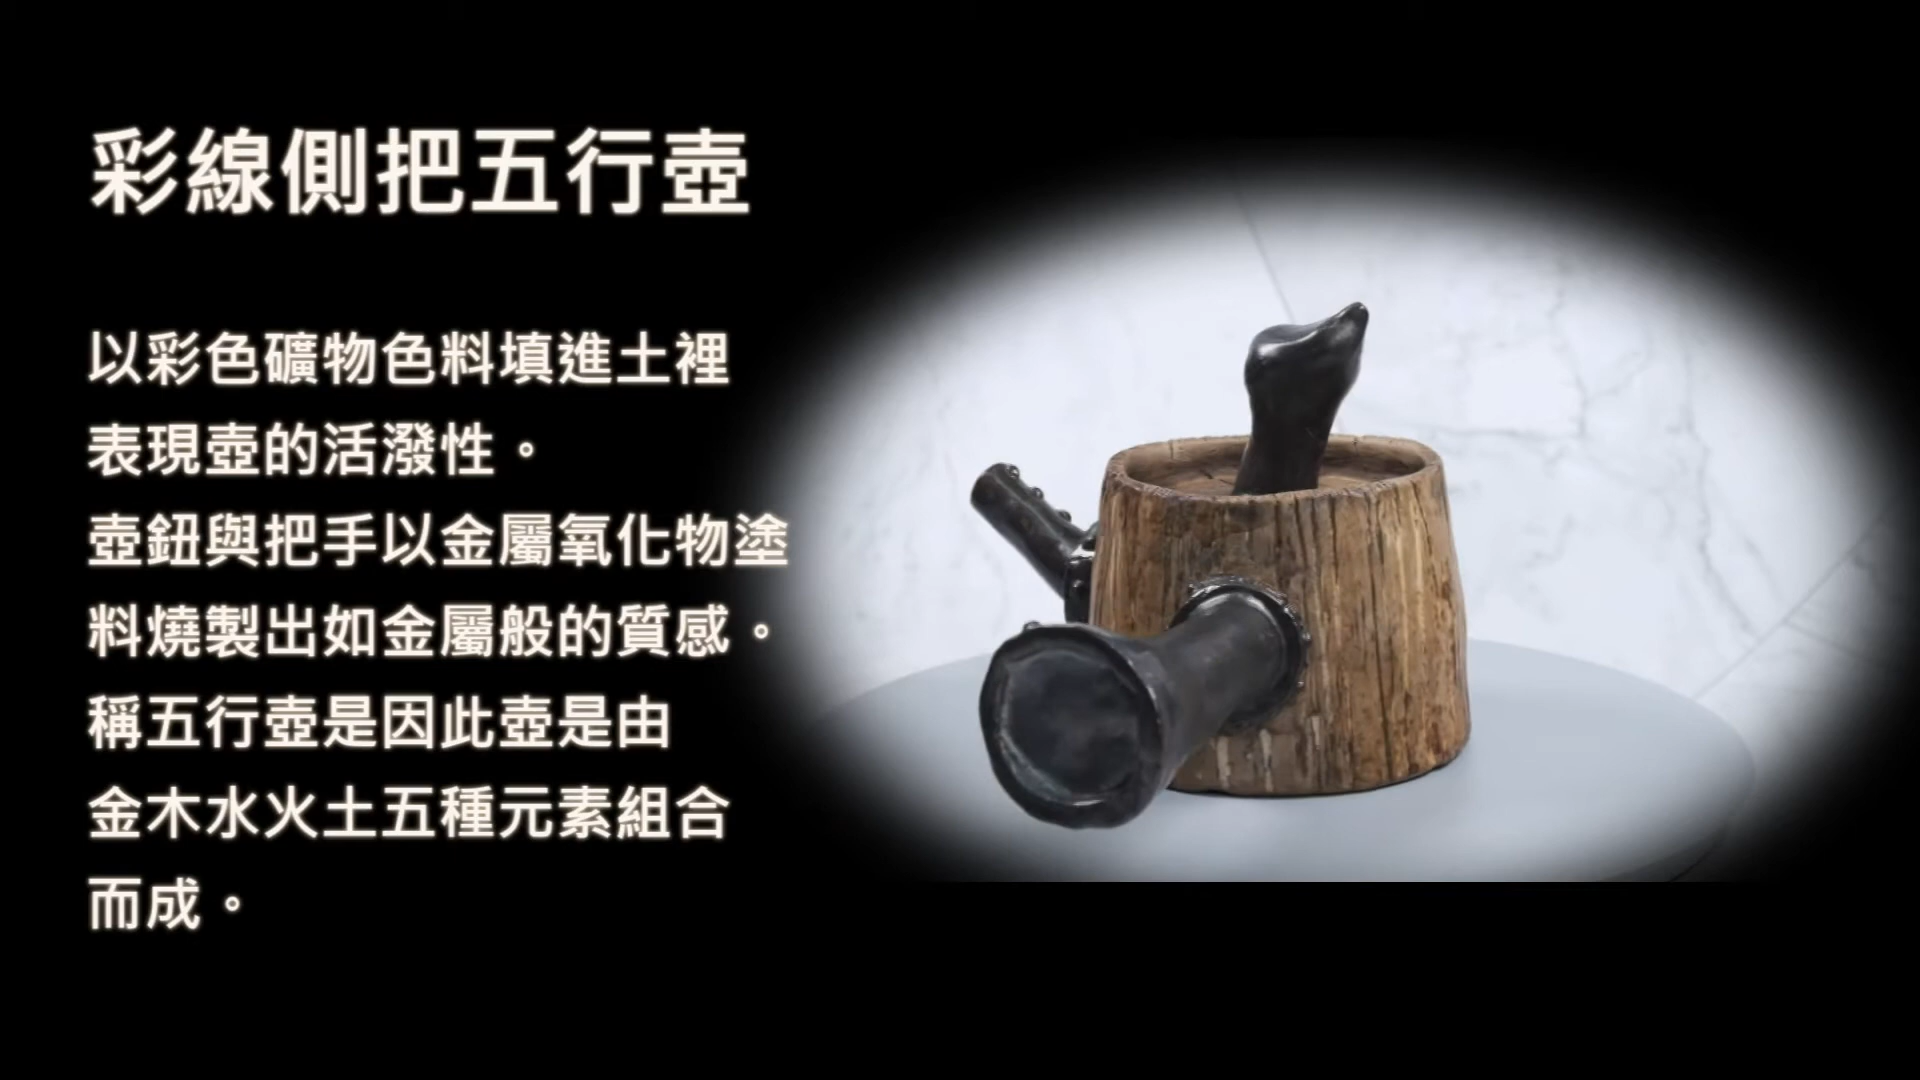 彩線側把五行壺
以彩色礦物色料填進土裡
表現壺的活潑性。
壺鈕與把手以金屬氧化物塗
料燒製出如金屬般的質感。
稱五行壺是因此壺是由
金木水火土五種元素組合
而成。